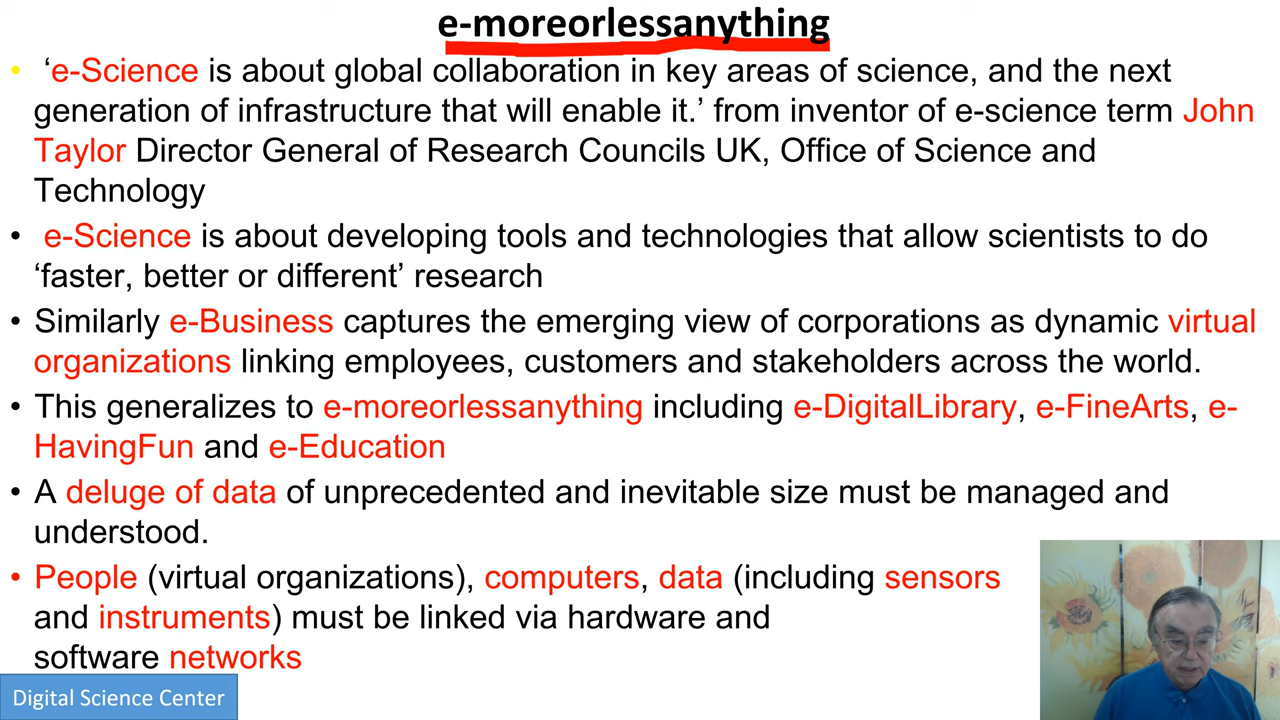 e-moreorlessanything
• ‘e-Science is about global collaboration in key areas of science, and the next
generation of infrastructure that will enable it.’ from inventor of e-science term John
Taylor Director General of Research Councils UK, Office of Science and
Technology
• e-Science is about developing tools and technologies that allow scientists to do
‘faster, better or different’ research
• Similarly e-Business captures the emerging view of corporations as dynamic virtual
organizations linking employees, customers and stakeholders across the world.
• This generalizes to e-moreorlessanything including e-DigitalLibrary, e-FineArts, e-
HavingFun and e-Education
• A deluge of data of unprecedented and inevitable size must be managed and
understood.
• People (virtual organizations), computers, data (including sensors
and instruments) must be linked via hardware and
software networks
Digital Science Center